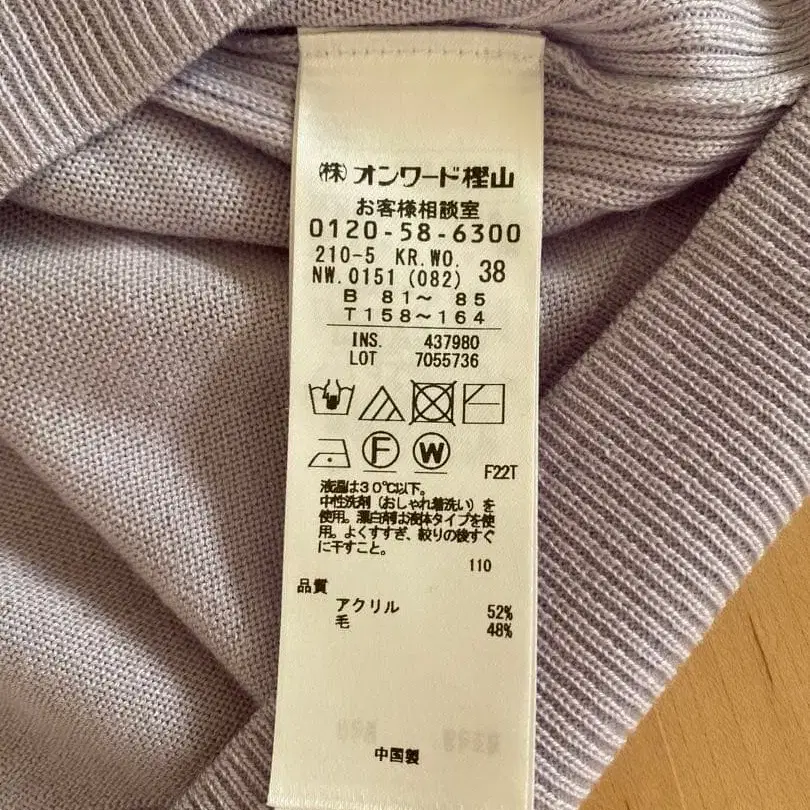 ㈱オンワード樫山
お客様相談室
0120-58-6300
210-5 KR.WO.
NW.0151 (082) 38
B 81～ 85
T158～164
INS. 437980
LOT 7055736
F W
F22T
液温は30℃以下。
中性洗剤（おしゃれ着洗い）を
使用。漂白剤は液体タイプを使
用。よくすすぎ、絞りの後すぐ
に干すこと。
110
品質
アクリル 52%
毛 48%
中国製